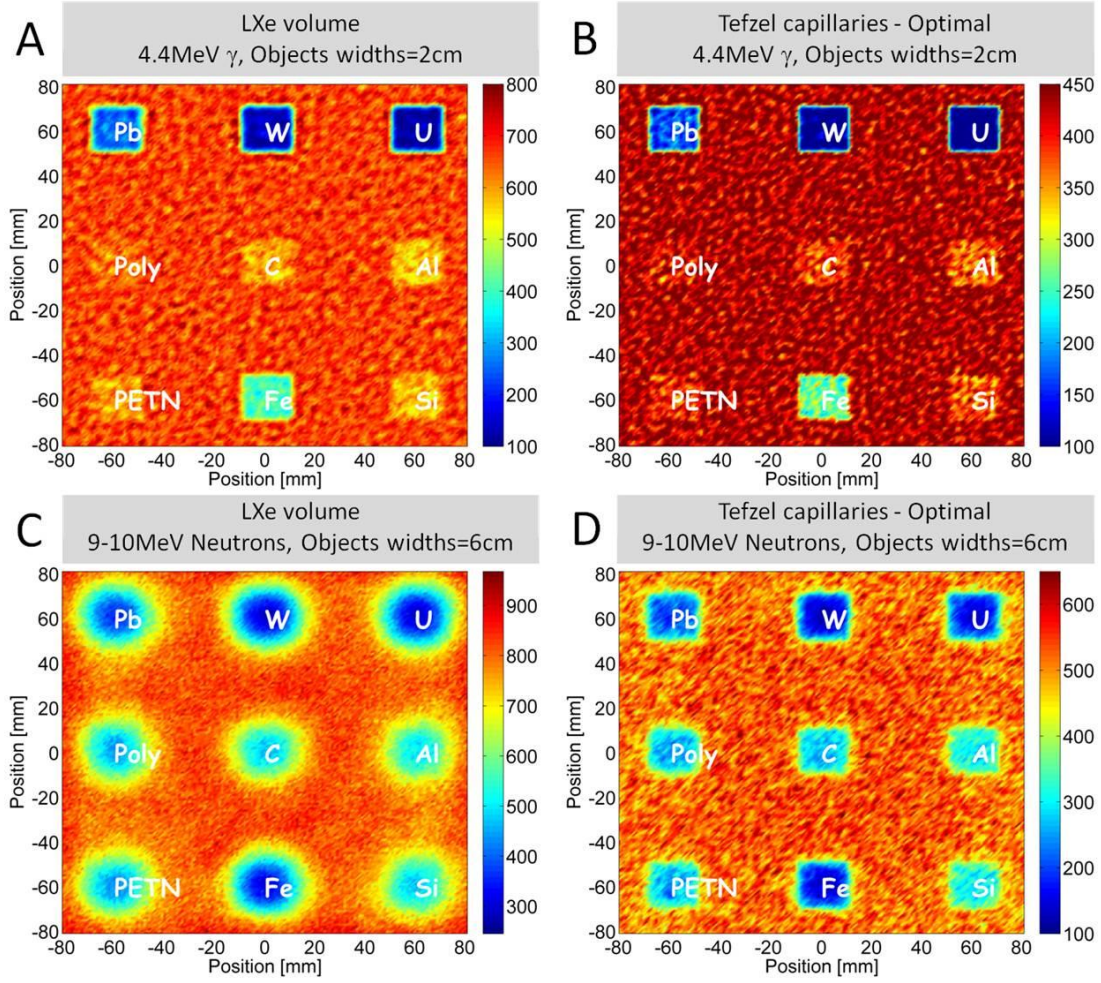 A
LXe volume
4.4MeV γ, Objects widths=2cm
80
60
40
20
0
-20
-40
-60
-80
Position [mm]
Pb
W
U
Poly
C
Al
PETN
Fe
Si
-80
-60
-40
-20
0
20
40
60
80
Position [mm]
800
700
600
500
400
300
200
100
B
Tefzel capillaries - Optimal
4.4MeV γ, Objects widths=2cm
80
60
40
20
0
-20
-40
-60
-80
Position [mm]
Pb
W
U
Poly
C
Al
PETN
Fe
Si
-80
-60
-40
-20
0
20
40
60
80
Position [mm]
450
400
350
300
250
200
150
100
C
LXe volume
9-10MeV Neutrons, Objects widths=6cm
80
60
40
20
0
-20
-40
-60
-80
Position [mm]
Pb
W
U
Poly
C
Al
PETN
Fe
Si
-80
-60
-40
-20
0
20
40
60
80
Position [mm]
900
800
700
600
500
400
300
D
Tefzel capillaries - Optimal
9-10MeV Neutrons, Objects widths=6cm
80
60
40
20
0
-20
-40
-60
-80
Position [mm]
Pb
W
U
Poly
C
Al
PETN
Fe
Si
-80
-60
-40
-20
0
20
40
60
80
Position [mm]
600
500
400
300
200
100